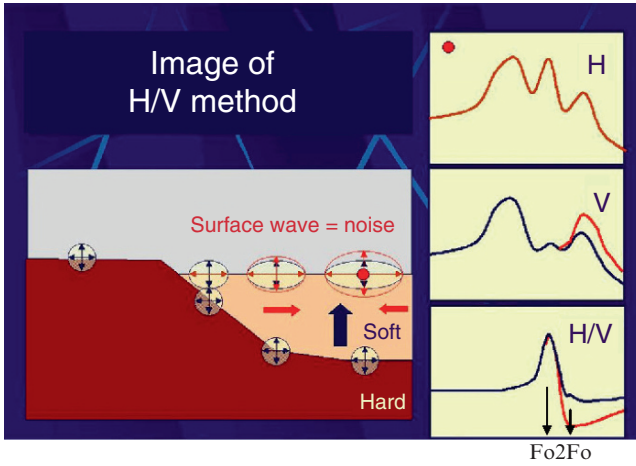 Image of
H/V method
Surface wave = noise
Soft
Hard
H
V
H/V
Fo2Fo